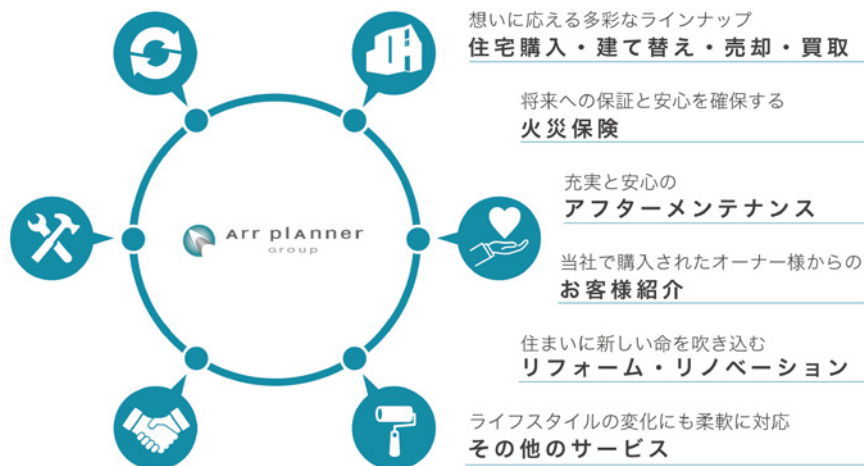 想いに応える多彩なラインナップ
住宅購入・建て替え・売却・買取
将来への保証と安心を確保する
火災保険
充実と安心の
アフターメンテナンス
Arr plAnner
Group
当社で購入されたオーナー様からの
お客様紹介
住まいに新しい命を吹き込む
リフォーム・リノベーション
ライフスタイルの変化にも柔軟に対応
その他のサービス